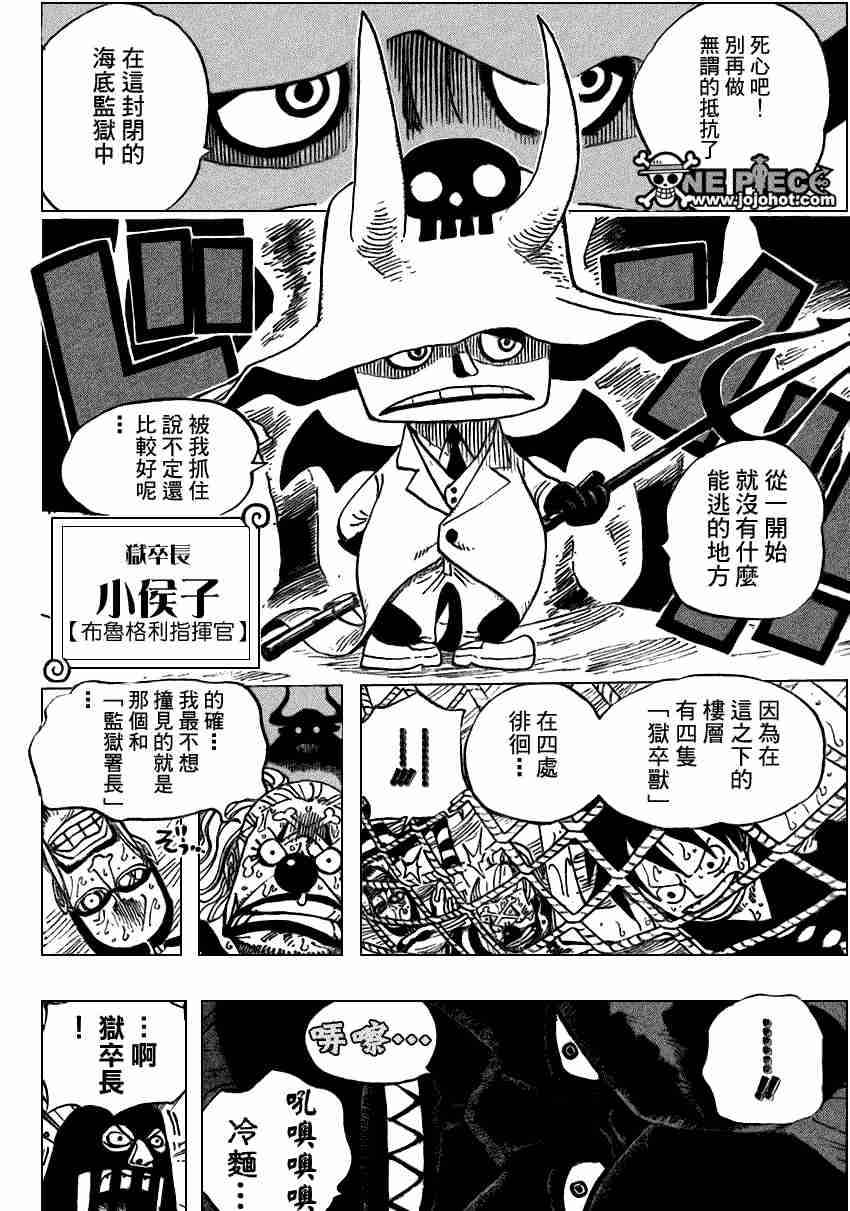 死心吧！
別再做
無謂的抵抗了
ONE PIECE
www.jojohot.com
在這封閉的
海底監獄中
從一開始
就沒有什麼
能逃的地方
被我抓住
說不定還
比較好呢
…
獄卒長
小侯子
【布魯格利指揮官】
因為在
這之下的
樓層
有四隻
「獄卒獸」
在四處
徘徊…
……!!!
的確…
我最不想
撞見的就是
那個和
「監獄署長」
…
ぞぅ…
……!!
哢嚓…
吼噢噢噢
冷麵…
…啊
獄卒長
！